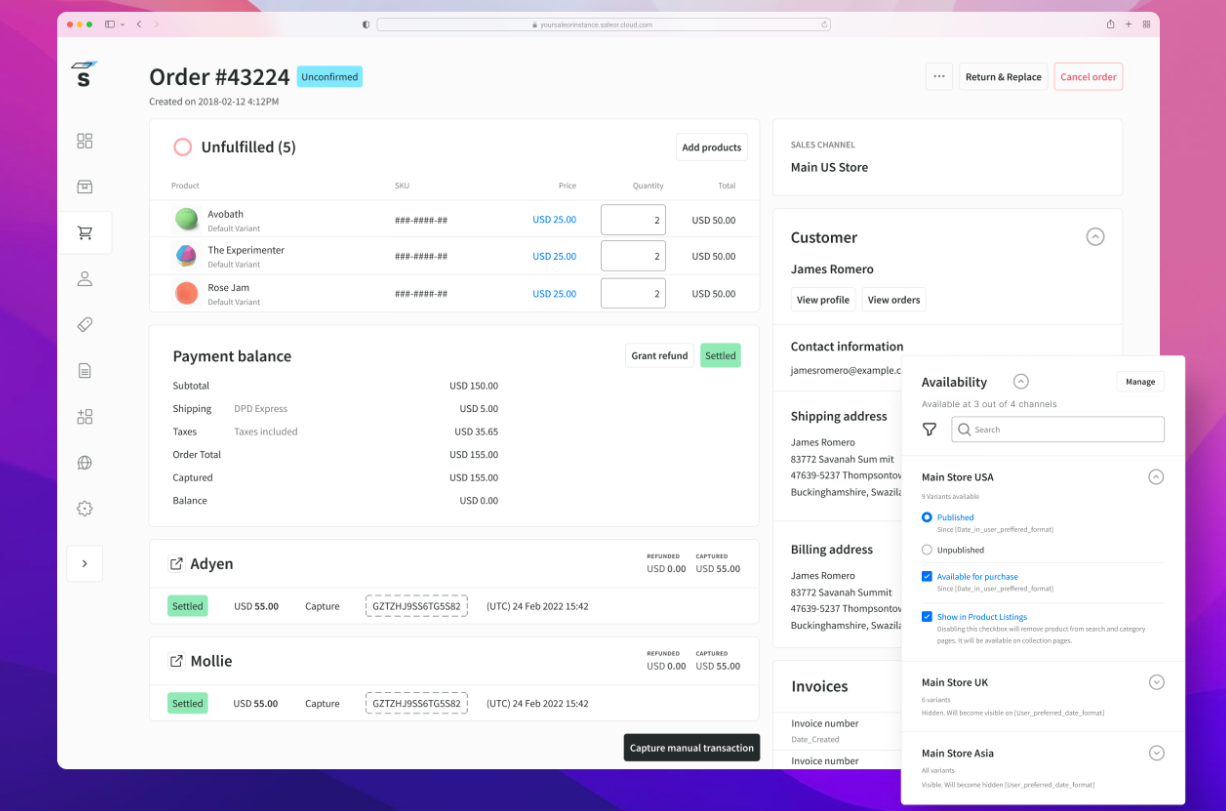 yoursaleorinstance.saleor.cloud.com
S
Order #43224 Unconfirmed
Created on 2018-02-12 4:12PM
... Return & Replace Cancel order
Unfulfilled (5) Add products
Product SKU Price Quantity Total
Avobath ###-####-## USD 25.00 2 USD 50.00
Default Variant
The Experimenter ###-####-## USD 25.00 2 USD 50.00
Default Variant
Rose Jam ###-####-## USD 25.00 2 USD 50.00
Default Variant
Payment balance Grant refund Settled
Subtotal USD 150.00
Shipping DPD Express USD 5.00
Taxes Taxes included USD 35.65
Order Total USD 155.00
Captured USD 155.00
Balance USD 0.00
Adyen
REFUNDED CAPTURED
USD 0.00 USD 55.00
Settled USD 55.00 Capture GZTZHJ9SS6TG5S82 (UTC) 24 Feb 2022 15:42
Mollie
REFUNDED CAPTURED
USD 0.00 USD 55.00
Settled USD 55.00 Capture GZTZHJ9SS6TG5S82 (UTC) 24 Feb 2022 15:42
Capture manual transaction
SALES CHANNEL
Main US Store
Customer
James Romero
View profile View orders
Contact information
jamesromero@example.c
Shipping address
James Romero
83772 Savanah Sum mit
47639-5237 Thompsontow
Buckinghamshire, Swazila
Billing address
James Romero
83772 Savanah Summit
47639-5237 Thompsontow
Buckinghamshire, Swazila
Invoices
Invoice number
Date_Created
Invoice number
Availability Manage
Available at 3 out of 4 channels
Search
Main Store USA
9 Variants available
Published
Since [Date_in_user_preffered_format]
Unpublished
Available for purchase
Since [Date_in_user_preffered_format]
Show in Product Listings
Disabling this checkbox will remove product from search and category
pages. It will be available on collection pages.
Main Store UK
6 variants
Hidden. Will become visible on [User_preferred_date_format]
Main Store Asia
All variants
Visible. Will become hidden [User_preferred_date_format]